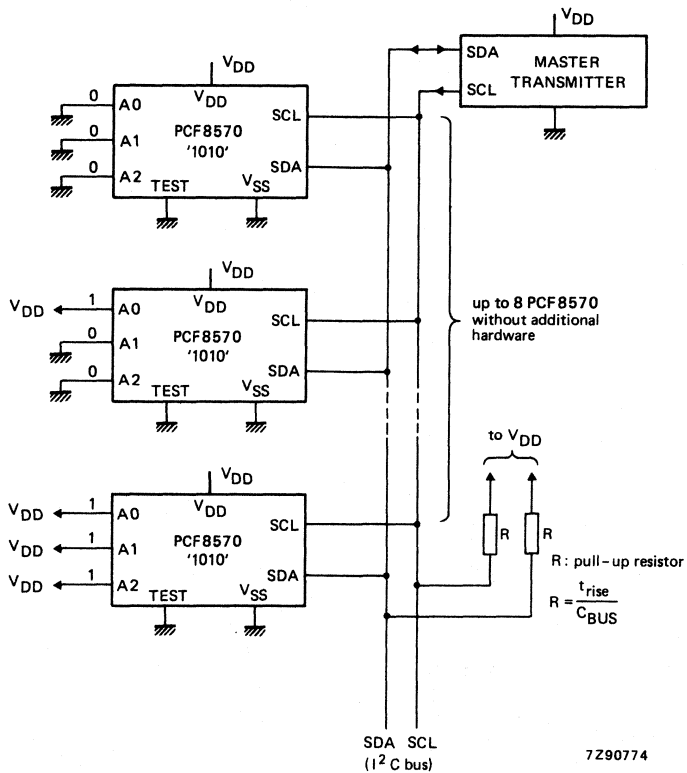 VDD
SDA
MASTER
TRANSMITTER
SCL
VDD
0 A0
VDD
SCL
PCF8570
'1010'
0 A1
SDA
0 A2
TEST
VSS
VDD
VDD 1 A0
VDD
SCL
PCF8570
'1010'
0 A1
SDA
0 A2
TEST
VSS
up to 8 PCF8570
without additional
hardware
to VDD
VDD
VDD 1 A0
VDD
SCL
PCF8570
'1010'
VDD 1 A1
SDA
VDD 1 A2
TEST
VSS
R
R
R : pull-up resistor
R = trise / CBUS
SDA SCL
(I²C bus)
7Z90774